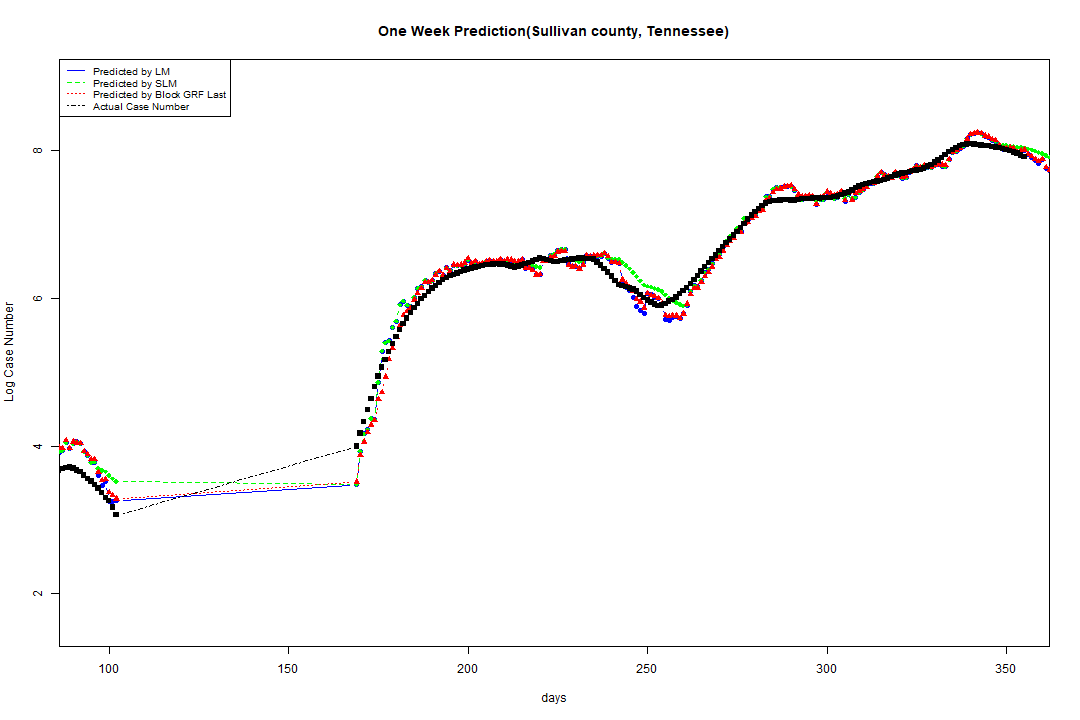 One Week Prediction(Sullivan county, Tennessee)
Predicted by LM
Predicted by SLM
Predicted by Block GRF Last
Actual Case Number
8
6
4
2
Log Case Number
100 150 200 250 300 350
days